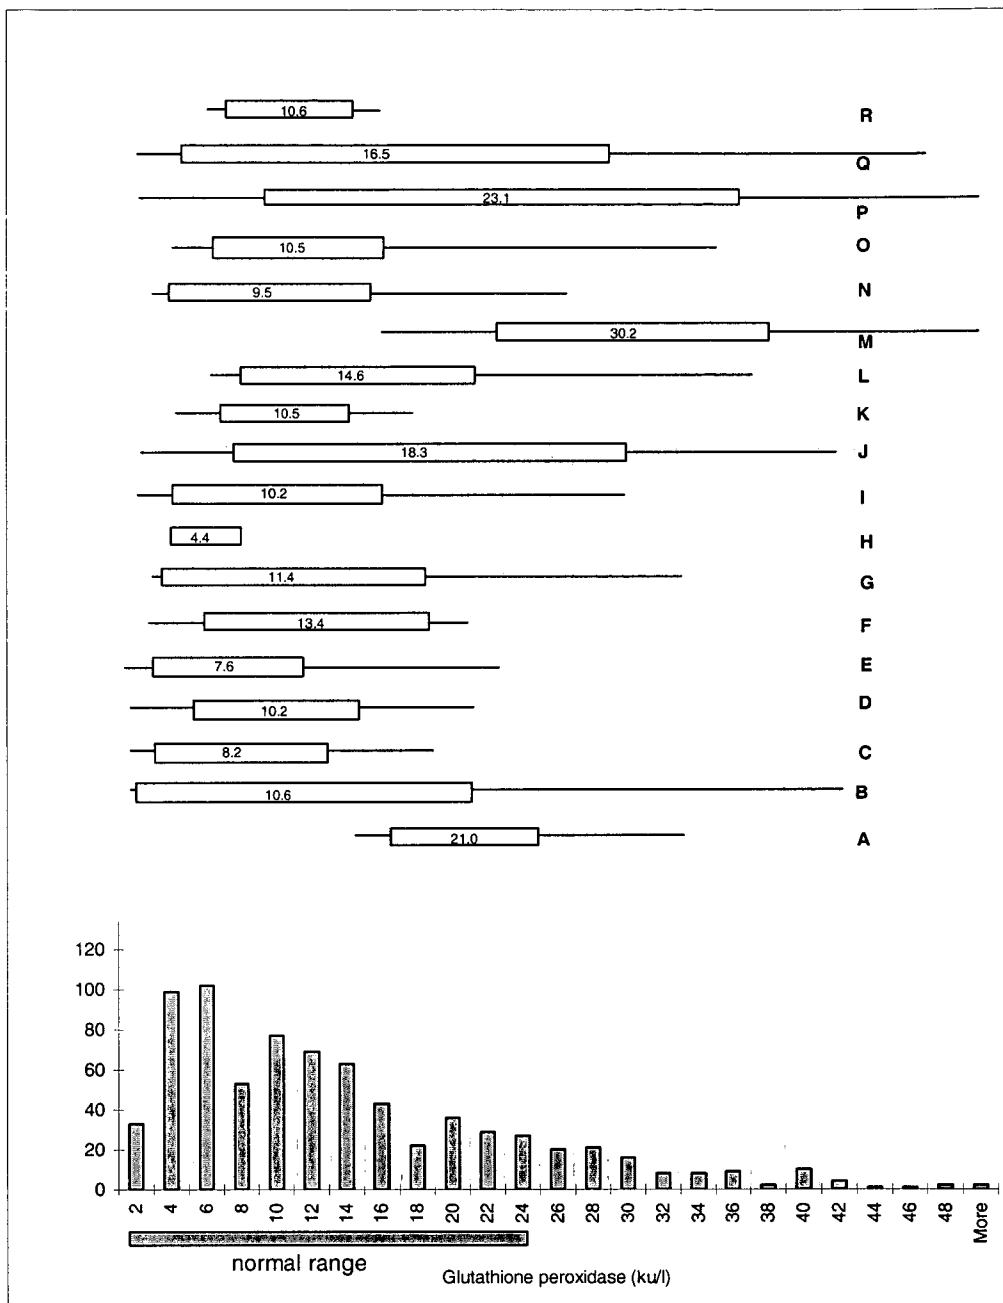 10.6 R
16.5 Q
23.1 P
10.5 O
9.5 N
30.2 M
14.6 L
10.5 K
18.3 J
10.2 I
4.4 H
11.4 G
13.4 F
7.6 E
10.2 D
8.2 C
10.6 B
21.0 A
120
100
80
60
40
20
0
2 4 6 8 10 12 14 16 18 20 22 24 26 28 30 32 34 36 38 40 42 44 46 48 More
normal range
Glutathione peroxidase (ku/l)